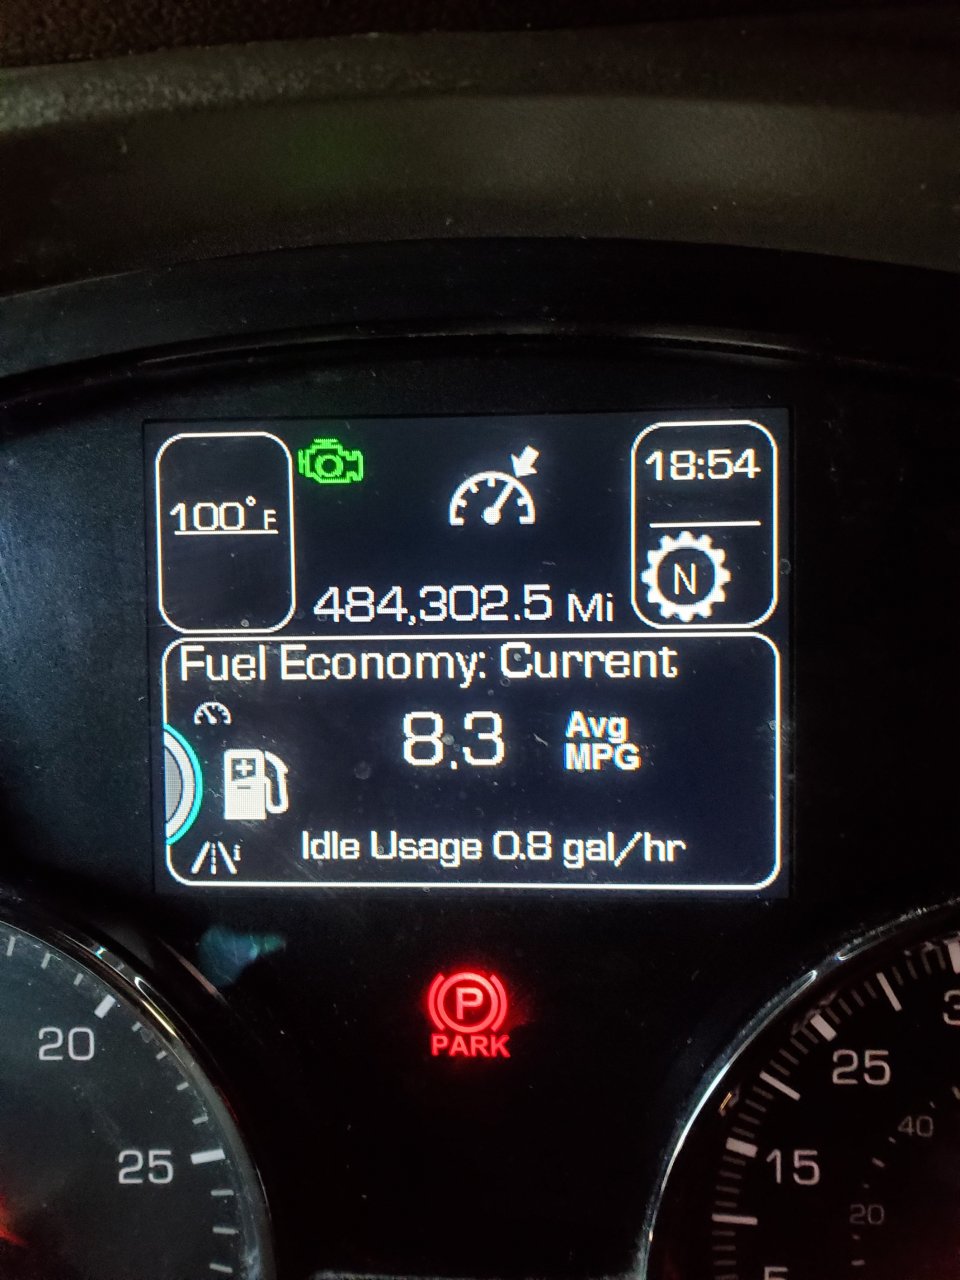 100°F
18:54
N
484,302.5 Mi
Fuel Economy: Current
8.3 Avg MPG
Idle Usage 0.8 gal/hr
P
PARK
20
25
25
15
40
20
5